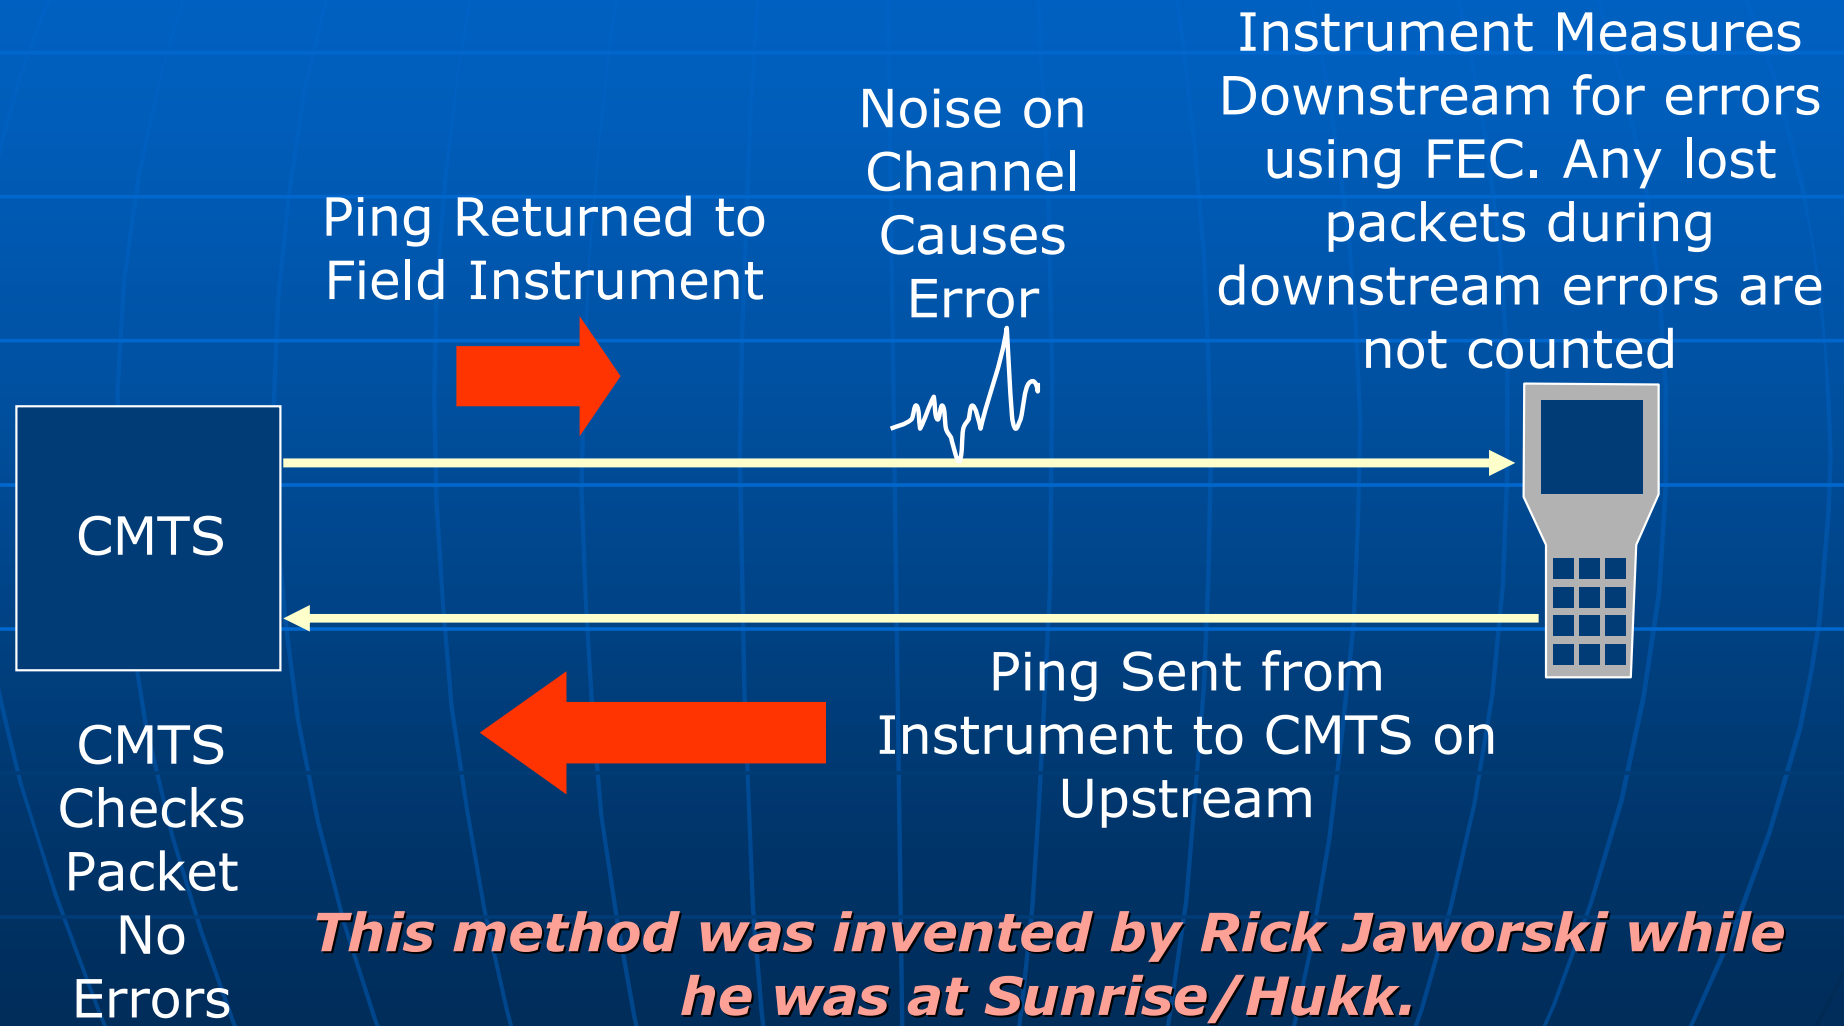 Instrument Measures
Downstream for errors
using FEC. Any lost
packets during
downstream errors are
not counted
Noise on
Channel
Causes
Error
Ping Returned to
Field Instrument
CMTS
Ping Sent from
Instrument to CMTS on
Upstream
CMTS
Checks
Packet
No
Errors
This method was invented by Rick Jaworski while
he was at Sunrise/Hukk.